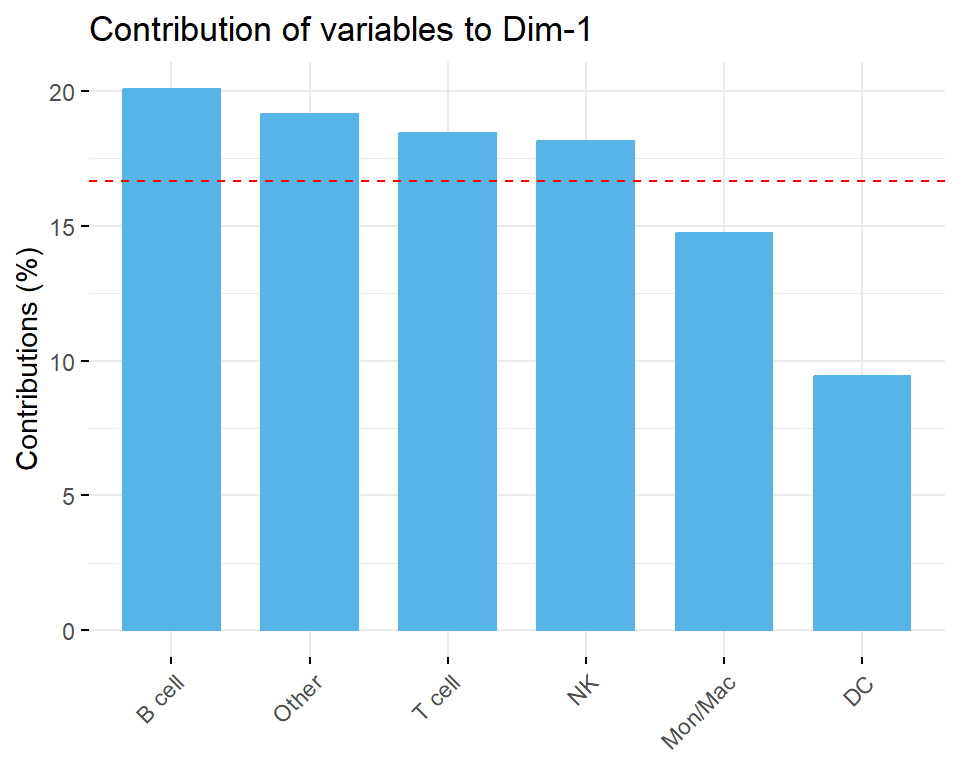 Contribution of variables to Dim-1
Contributions (%)
20
15
10
5
0
B cell
Other
T cell
NK
Mon/Mac
DC